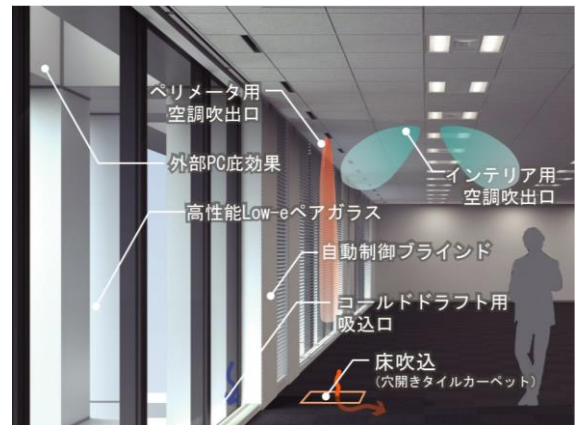 ペリメータ用
空調吹出口
外部PC庇効果
インテリア用
空調吹出口
高性能Low-eペアガラス
自動制御ブラインド
コールドドラフト用
吸込口
床吹込
(穴開きタイルカーペット)